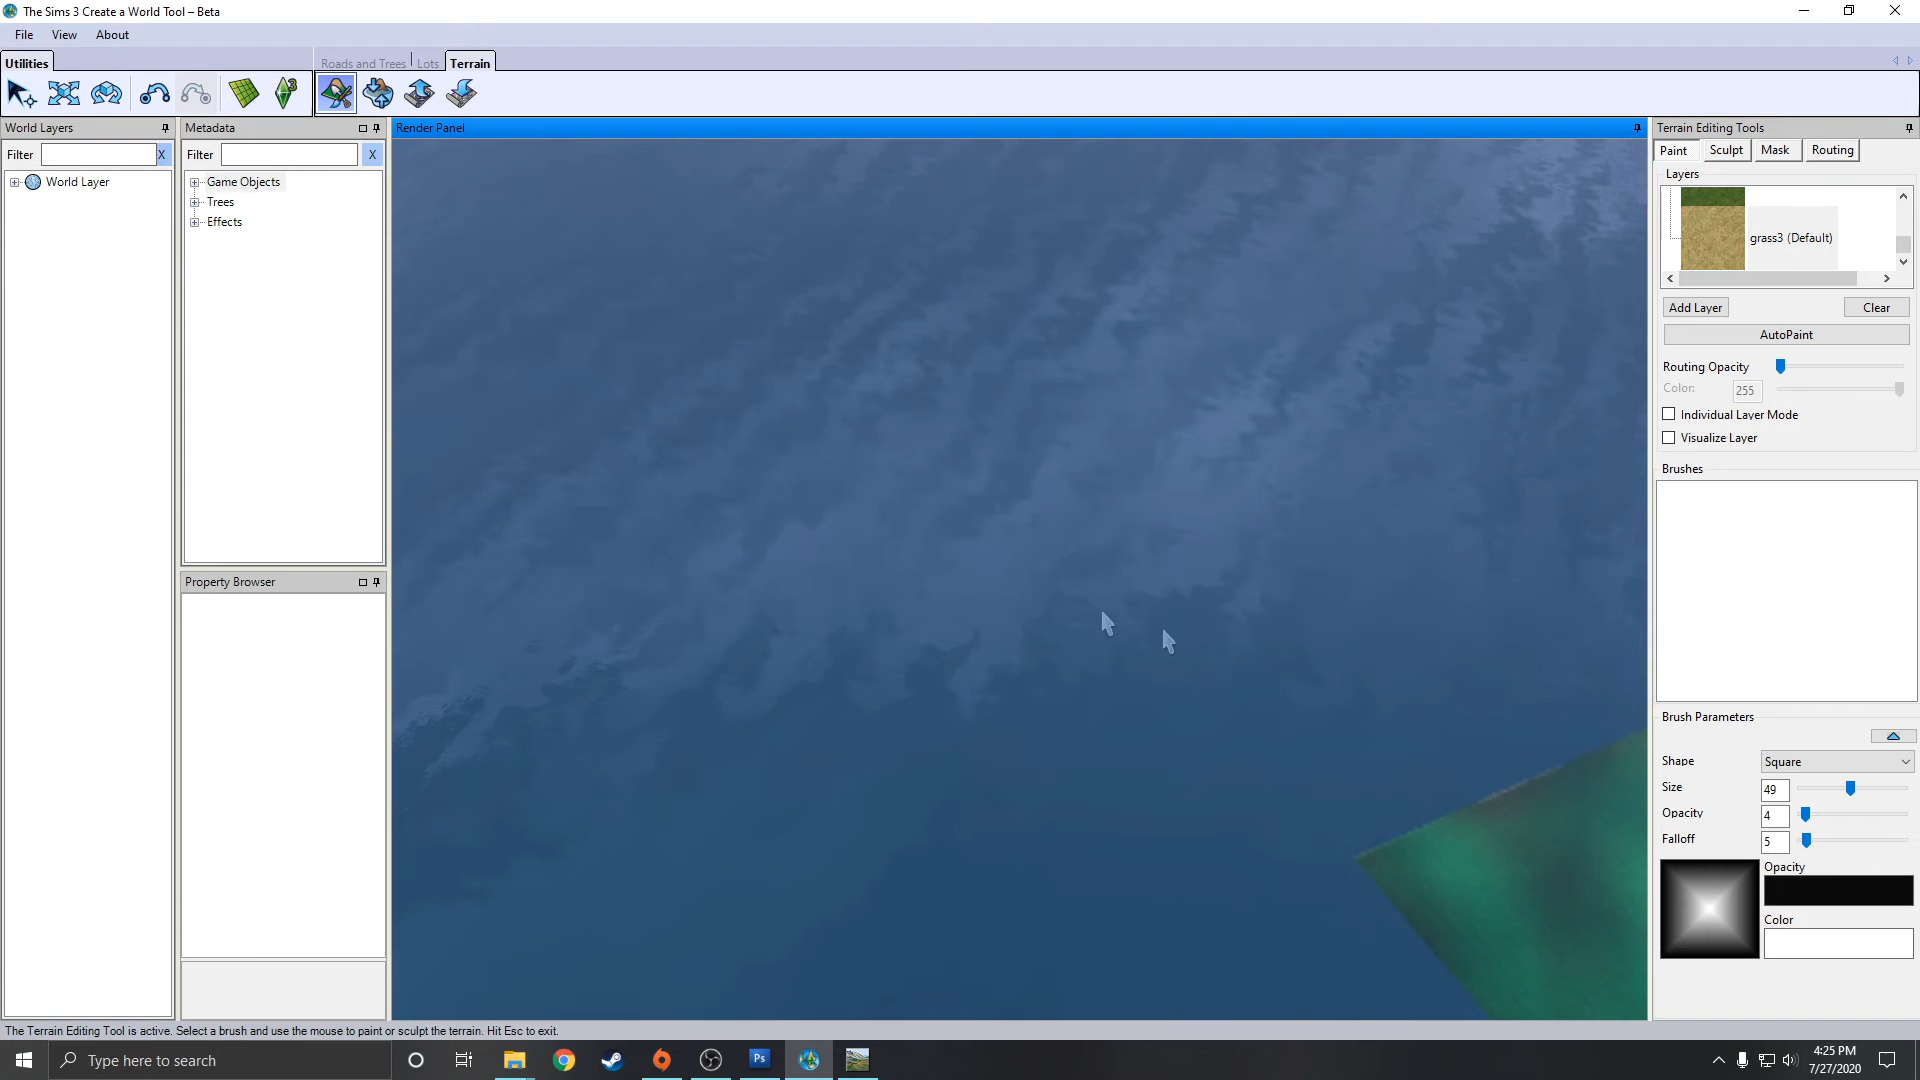 The Sims 3 Create a World Tool – Beta
File View About
Utilities Roads and Trees Lots Terrain
World Layers
Filter X
World Layer
Metadata
Filter X
Game Objects
Trees
Effects
Property Browser
Render Panel
Terrain Editing Tools
Paint Sculpt Mask Routing
Layers
grass3 (Default)
Add Layer Clear
AutoPaint
Routing Opacity
Color: 255
Individual Layer Mode
Visualize Layer
Brushes
Brush Parameters
Shape Square
Size 49
Opacity 4
Falloff 5
Opacity
Color
The Terrain Editing Tool is active. Select a brush and use the mouse to paint or sculpt the terrain. Hit Esc to exit.
Type here to search
Ps
4:25 PM
7/27/2020